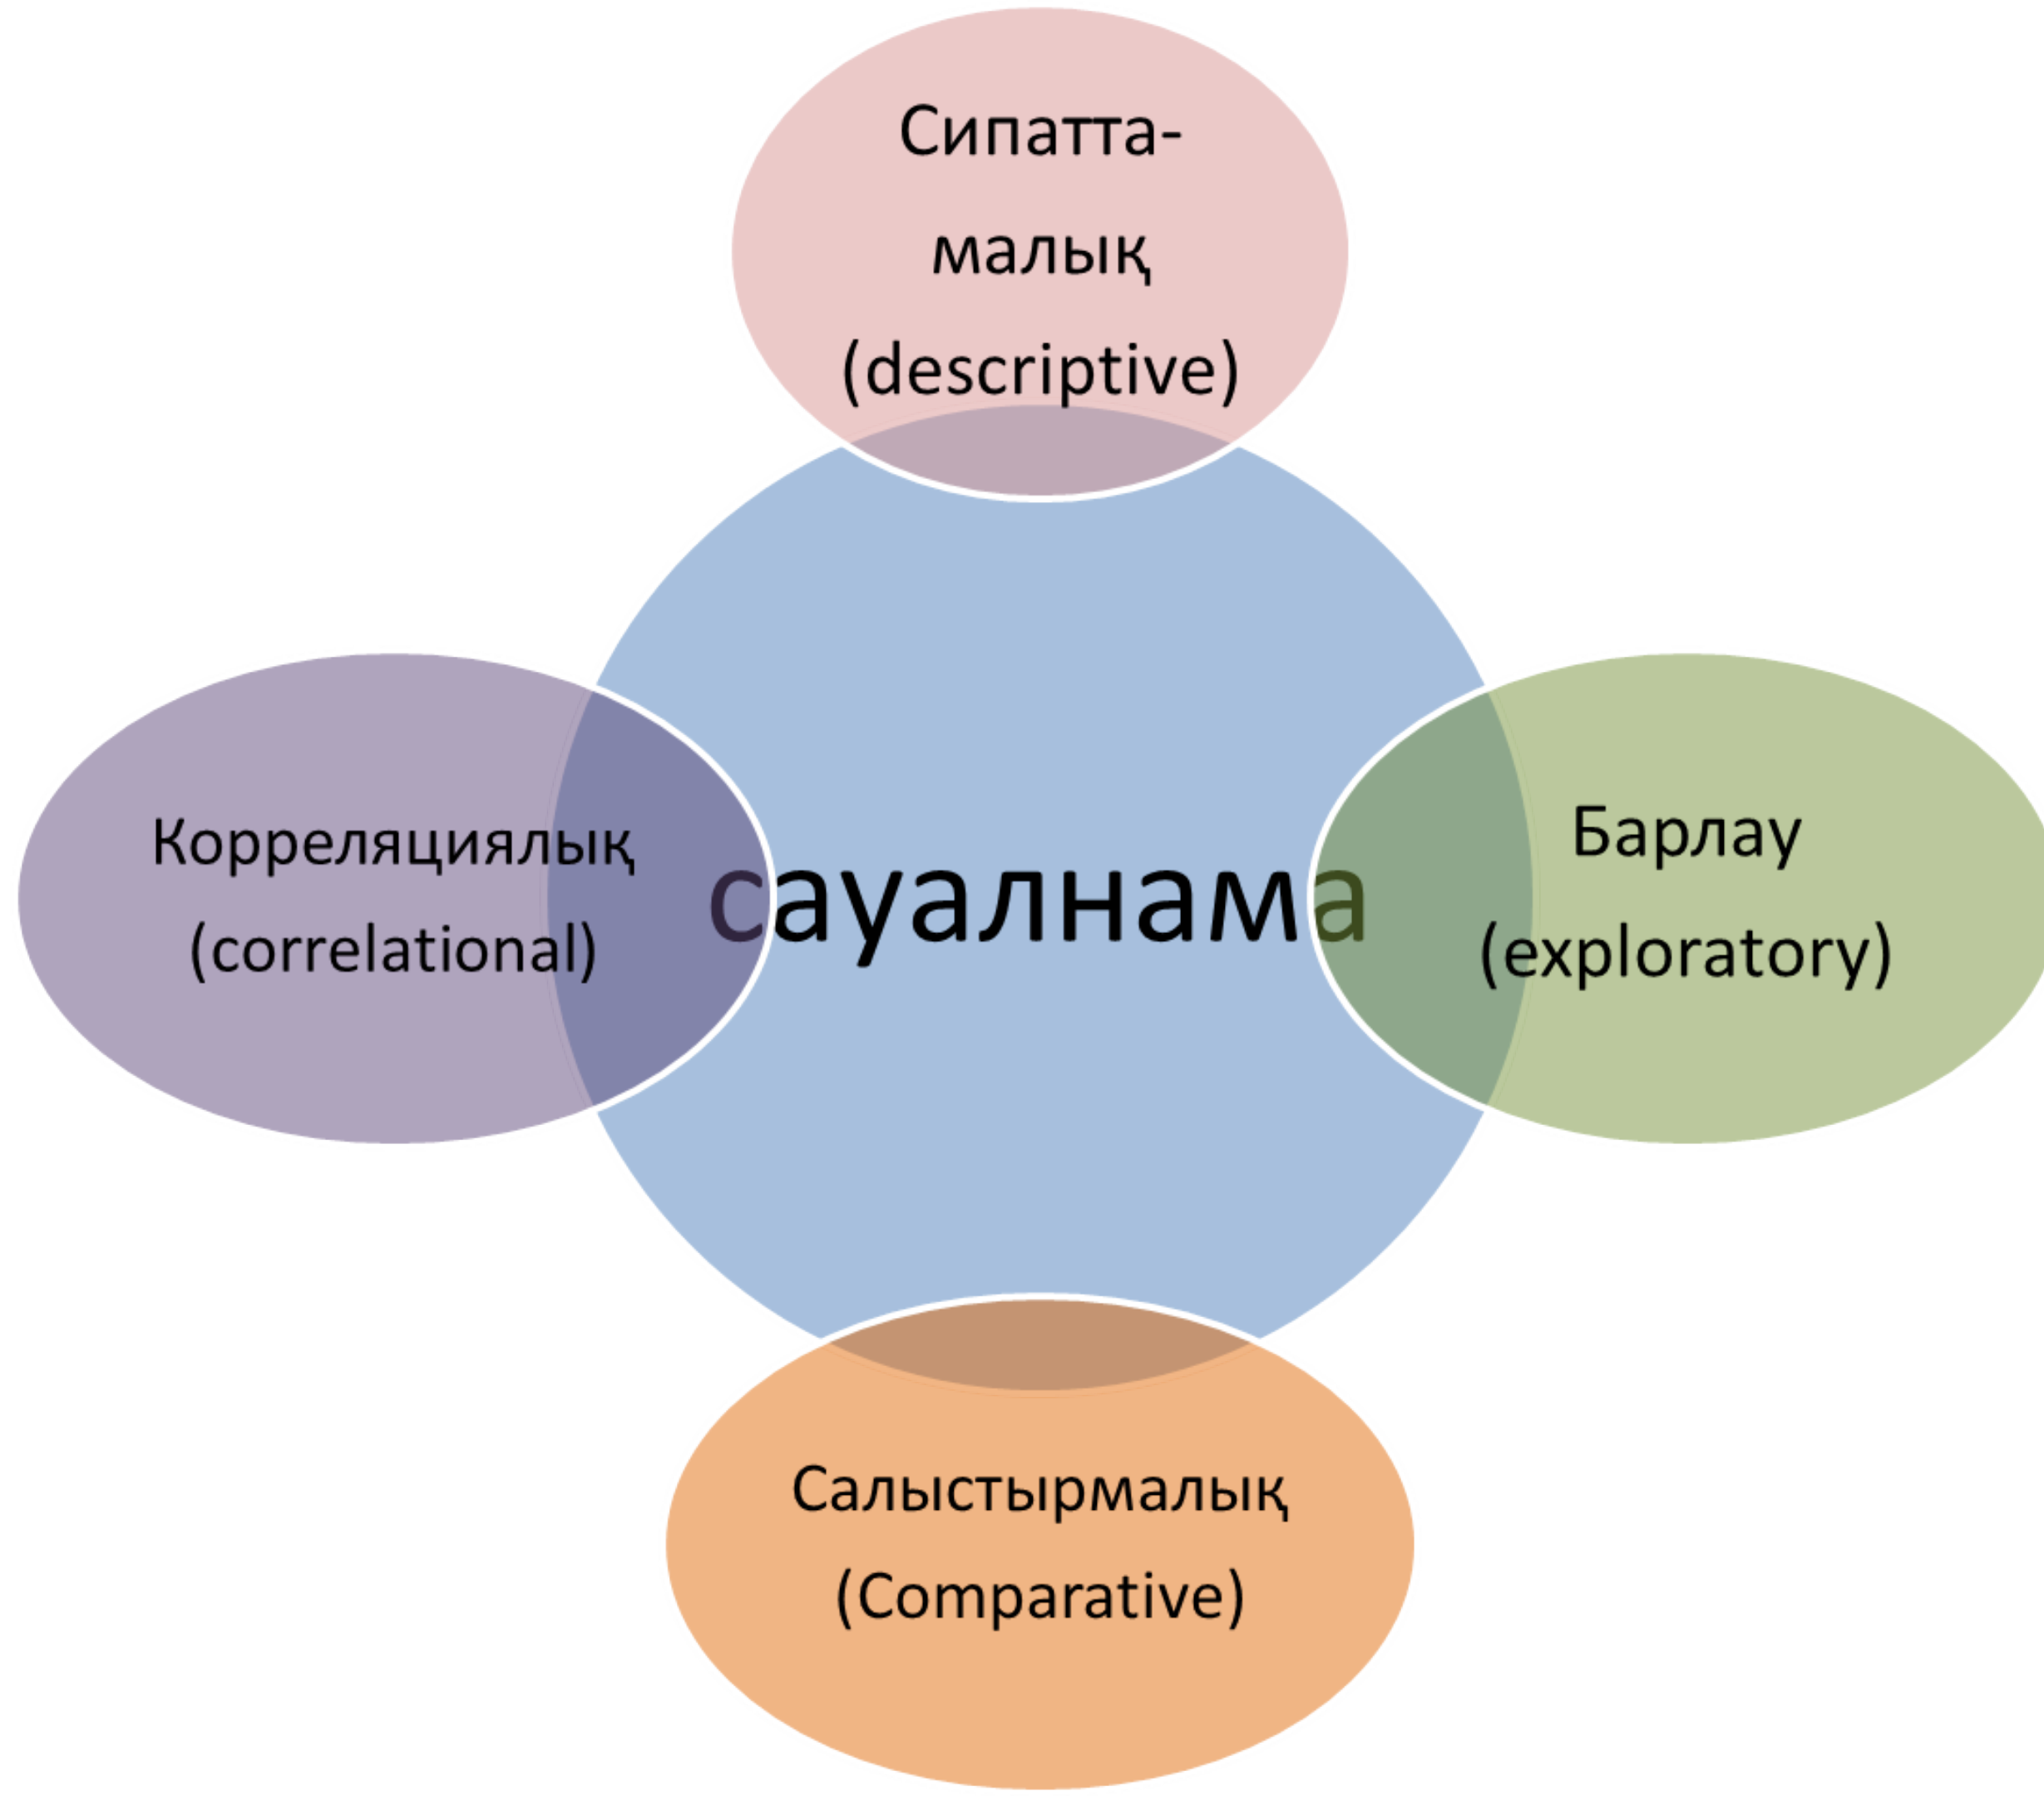 Сипатта-
малық
(descriptive)
Корреляциялық
(correlational)
сауалнама
Барлау
(exploratory)
Салыстырмалық
(Comparative)